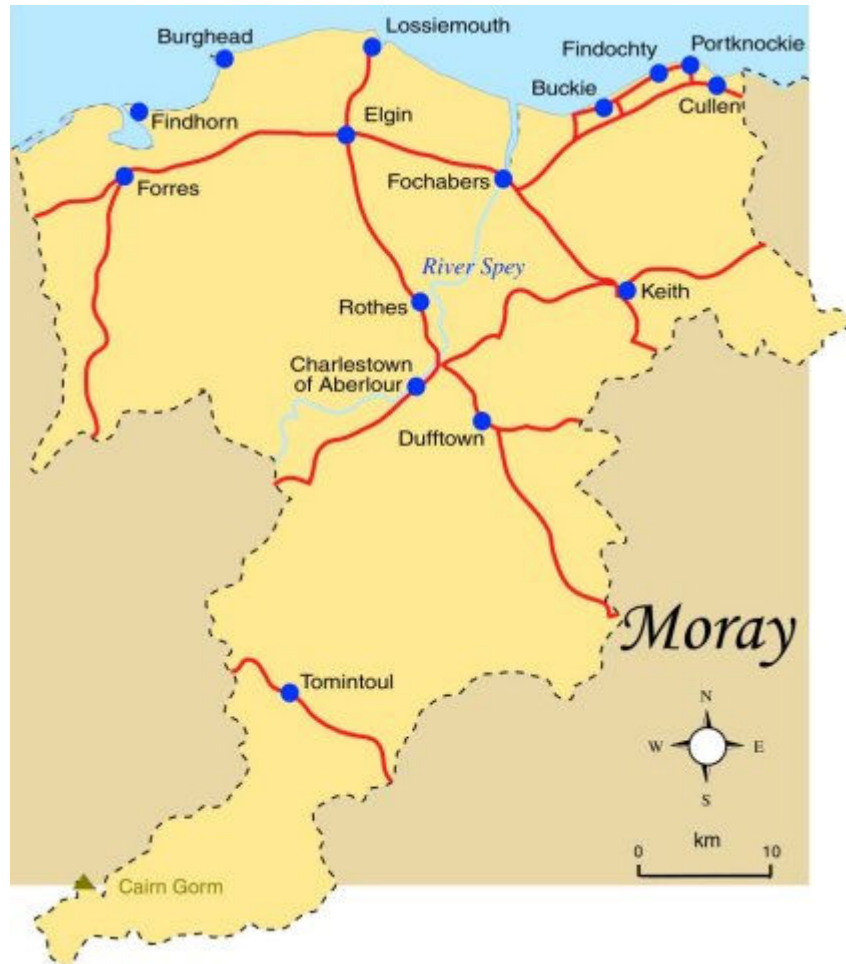 Lossiemouth
Burghead
Portknockie
Findochty
Buckie
Cullen
Elgin
Findhorn
Forres
Fochabers
River Spey
Keith
Rothes
Charlestown
of Aberlour
Dufftown
Moray
Tomintoul
N
W
E
S
km
0
10
Cairn Gorm